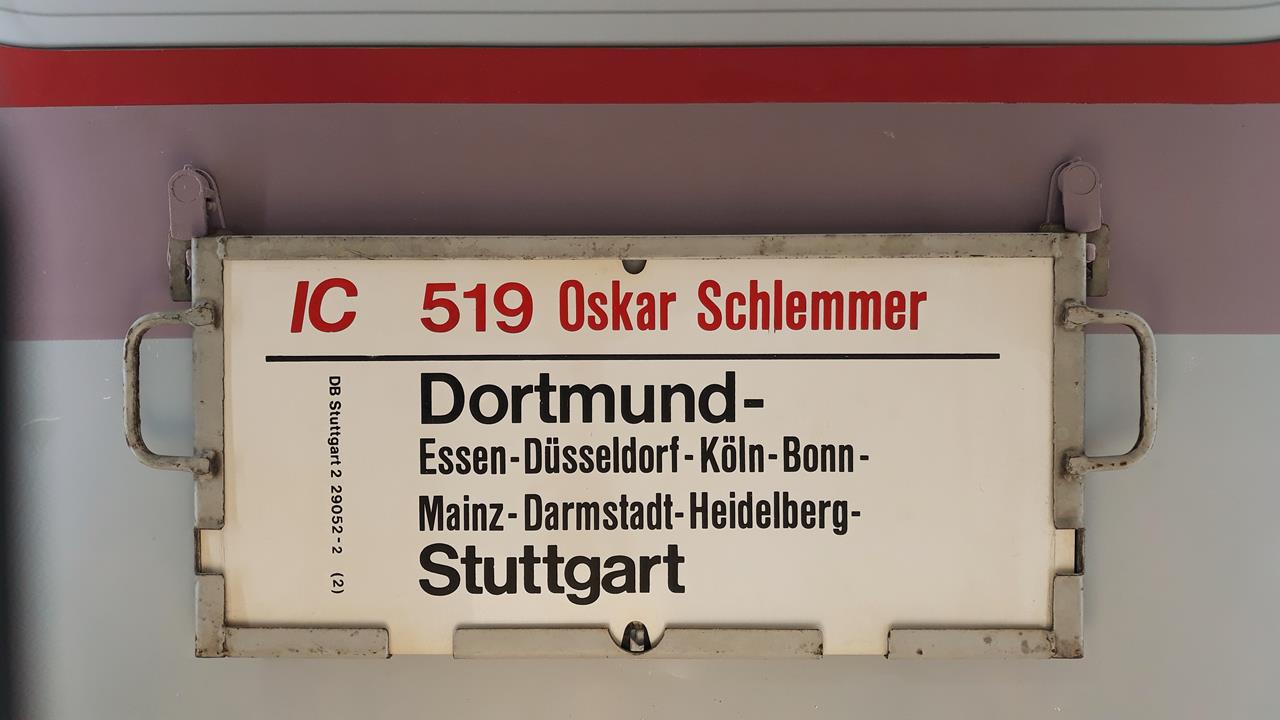 IC 519 Oskar Schlemmer
Dortmund-
Essen-Düsseldorf-Köln-Bonn-
Mainz-Darmstadt-Heidelberg-
Stuttgart
DB Stuttgart 2 29052-2 (2)